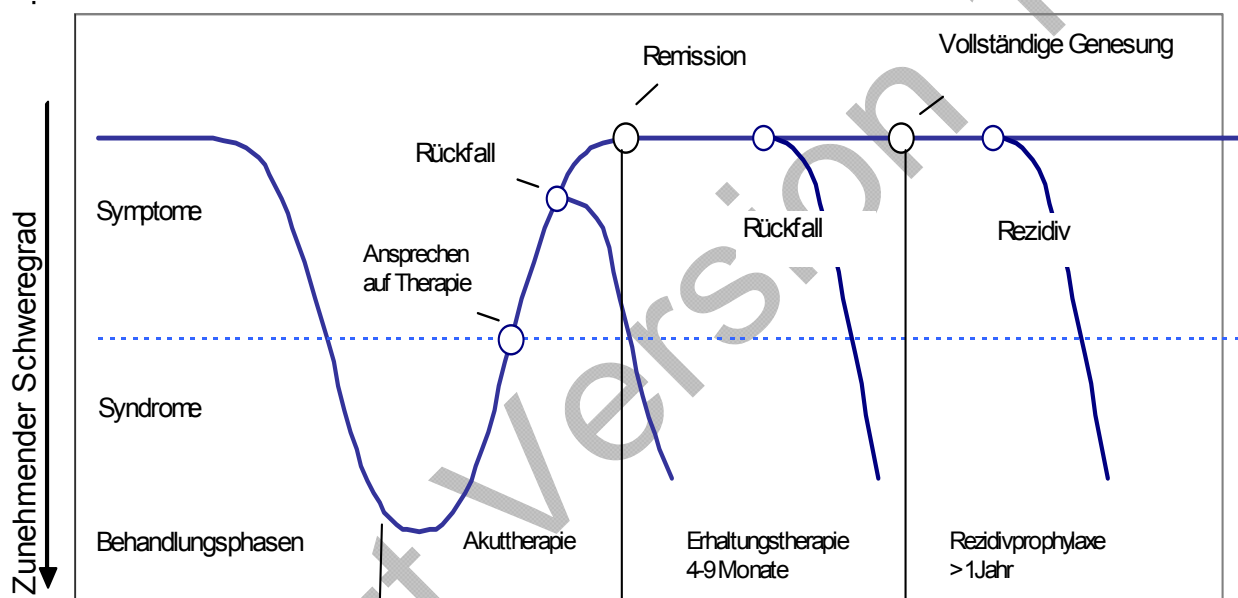 Remission
Vollständige Genesung
Rückfall
Symptome
Ansprechen
auf Therapie
Rückfall
Rezidiv
Syndrome
Zunehmender Schweregrad
Behandlungsphasen
Akuttherapie
Erhaltungstherapie
4-9 Monate
Rezidivprophylaxe
>1Jahr
Version